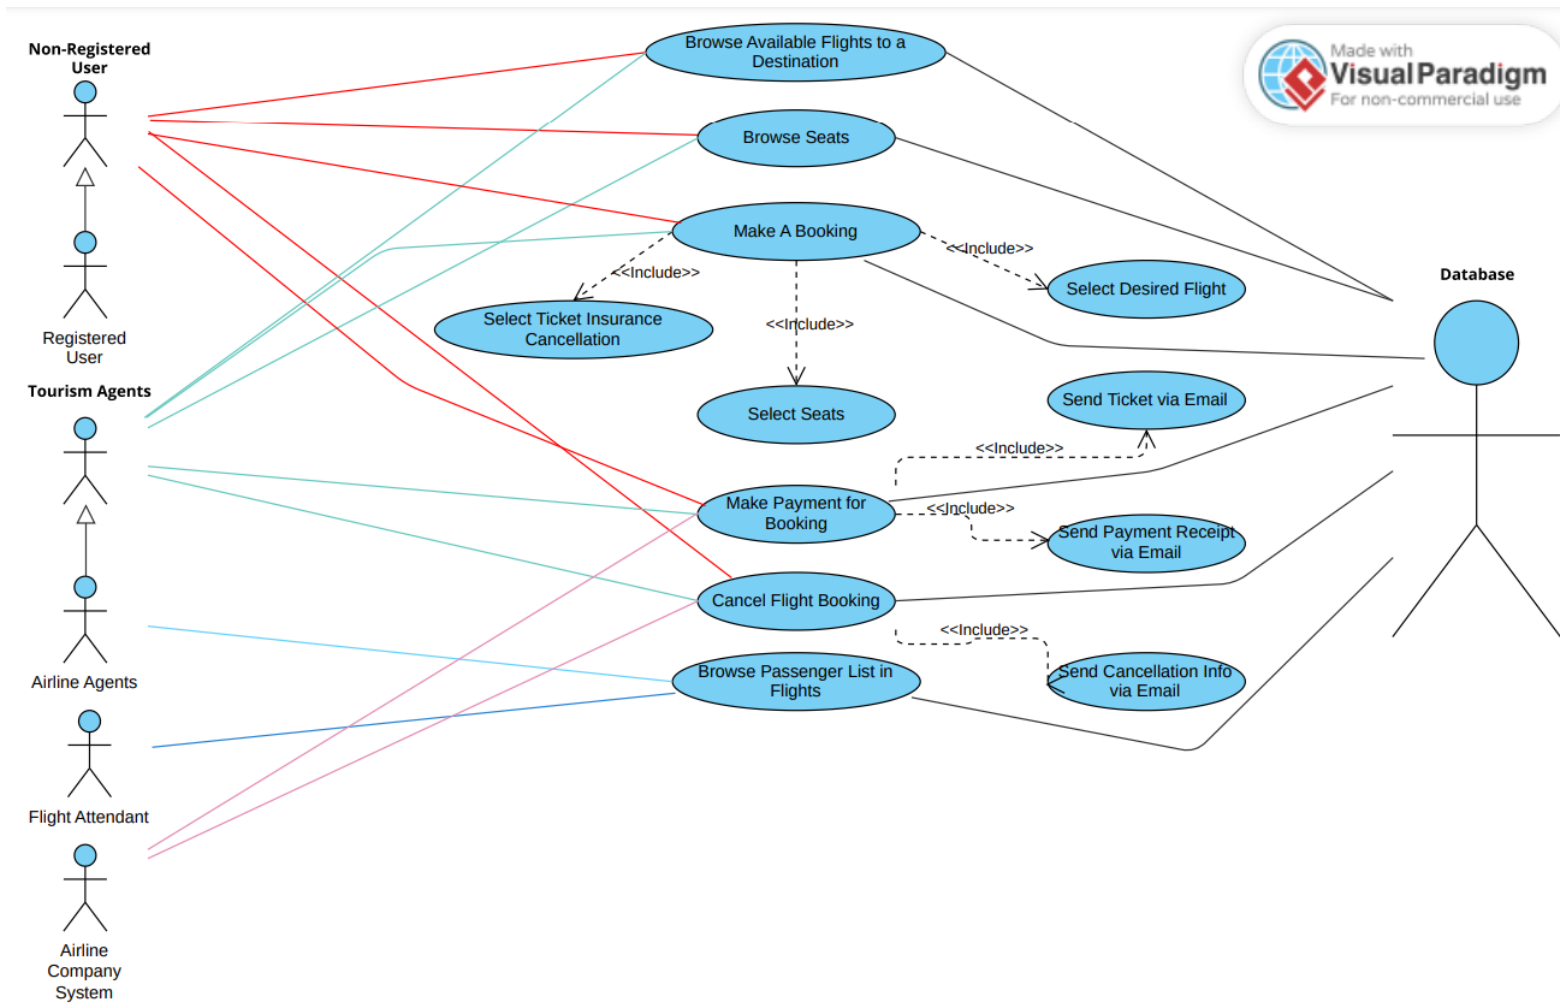 Non-Registered
User
Browse Available Flights to a
Destination
Made with
Visual Paradigm
For non-commercial use
Browse Seats
Make A Booking
<<Include>>
<<Include>>
Select Desired Flight
Database
Select Ticket Insurance
Cancellation
<<Include>>
Registered
User
Tourism Agents
Select Seats
Send Ticket via Email
<<Include>>
Make Payment for
Booking
<<Include>>
Send Payment Receipt
via Email
Cancel Flight Booking
<<Include>>
Airline Agents
Browse Passenger List in
Flights
Send Cancellation Info
via Email
Flight Attendant
Airline
Company
System